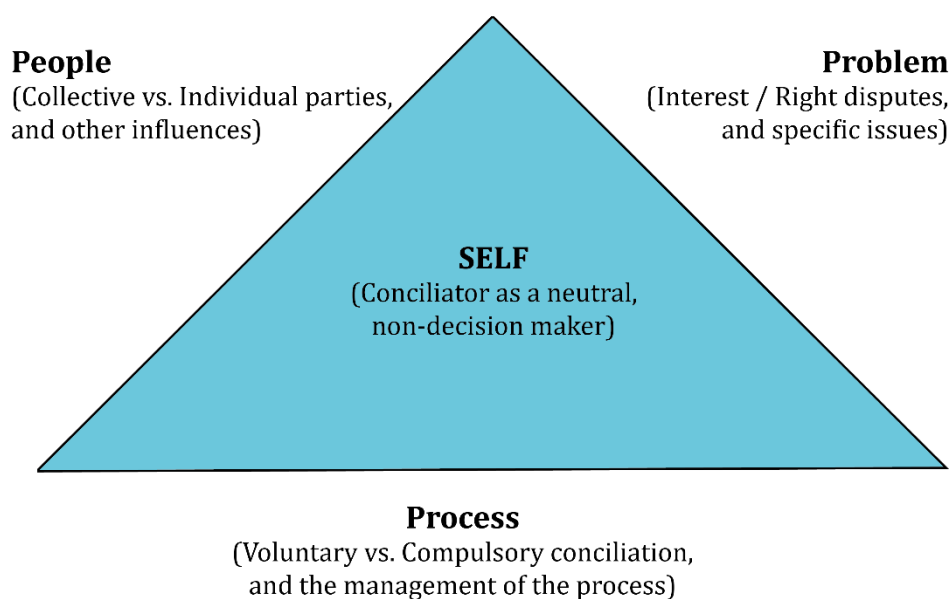 People
(Collective vs. Individual parties,
and other influences)
Problem
(Interest / Right disputes,
and specific issues)
SELF
(Conciliator as a neutral,
non-decision maker)
Process
(Voluntary vs. Compulsory conciliation,
and the management of the process)